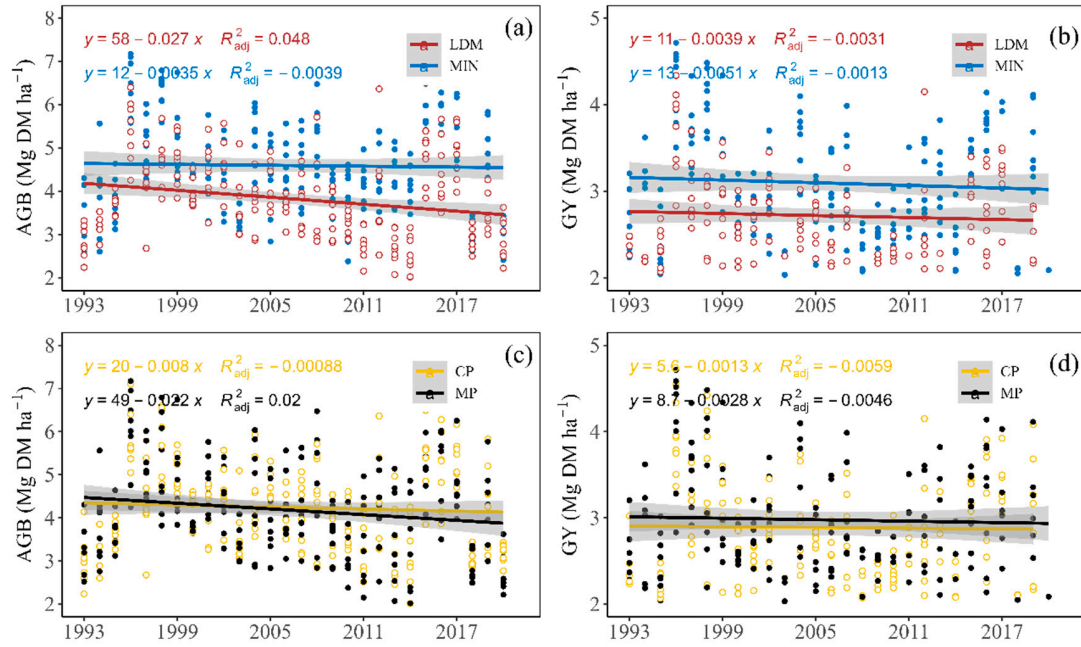 (a)
y = 58 − 0.027 x R²adj = 0.048
y = 12 − 0.0035 x R²adj = − 0.0039
a LDM
a MIN
AGB (Mg DM ha⁻¹)
8
7
6
5
4
3
2
1993 1999 2005 2011 2017
(b)
y = 11 − 0.0039 x R²adj = − 0.0031
y = 13 − 0.0051 x R²adj = − 0.0013
a LDM
a MIN
GY (Mg DM ha⁻¹)
5
4
3
2
1993 1999 2005 2011 2017
(c)
y = 20 − 0.008 x R²adj = − 0.00088
y = 49 − 0.022 x R²adj = 0.02
a CP
a MP
AGB (Mg DM ha⁻¹)
8
7
6
5
4
3
2
1993 1999 2005 2011 2017
(d)
y = 5.6 − 0.0013 x R²adj = − 0.0059
y = 8.7 − 0.0028 x R²adj = − 0.0046
a CP
a MP
GY (Mg DM ha⁻¹)
5
4
3
2
1993 1999 2005 2011 2017